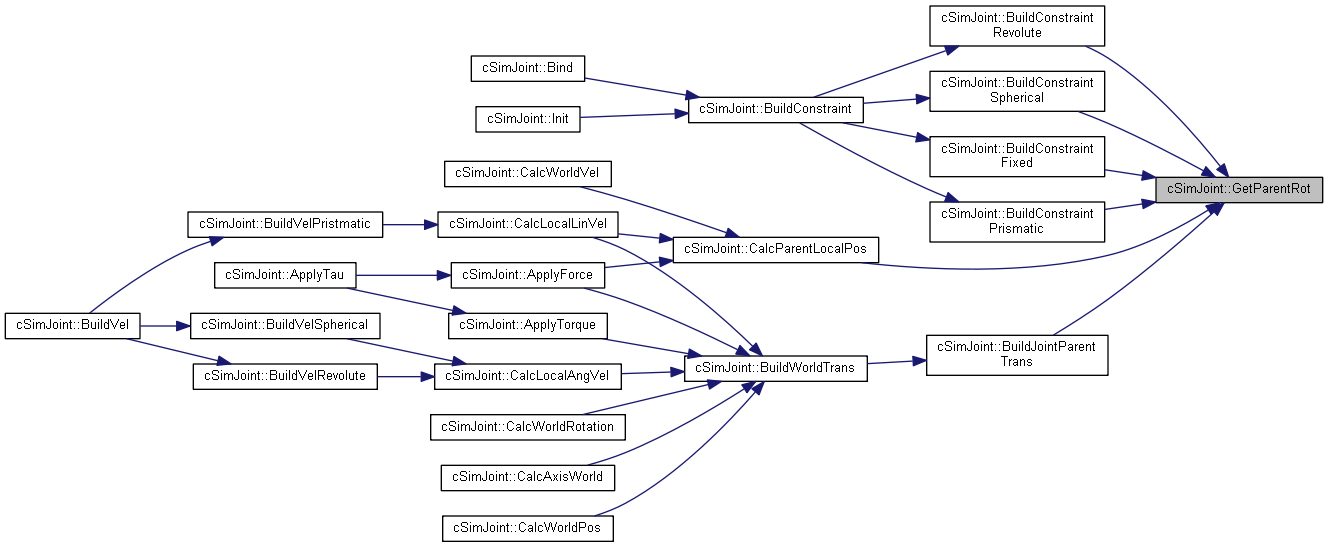 cSimJoint::BuildConstraint
Revolute
cSimJoint::Bind
cSimJoint::BuildConstraint
Spherical
cSimJoint::BuildConstraint
cSimJoint::Init
cSimJoint::BuildConstraint
Fixed
cSimJoint::CalcWorldVel
cSimJoint::GetParentRot
cSimJoint::BuildConstraint
Prismatic
cSimJoint::BuildVelPristmatic
cSimJoint::CalcLocalLinVel
cSimJoint::CalcParentLocalPos
cSimJoint::ApplyTau
cSimJoint::ApplyForce
cSimJoint::BuildVel
cSimJoint::BuildVelSpherical
cSimJoint::ApplyTorque
cSimJoint::BuildJointParent
Trans
cSimJoint::BuildWorldTrans
cSimJoint::BuildVelRevolute
cSimJoint::CalcLocalAngVel
cSimJoint::CalcWorldRotation
cSimJoint::CalcAxisWorld
cSimJoint::CalcWorldPos